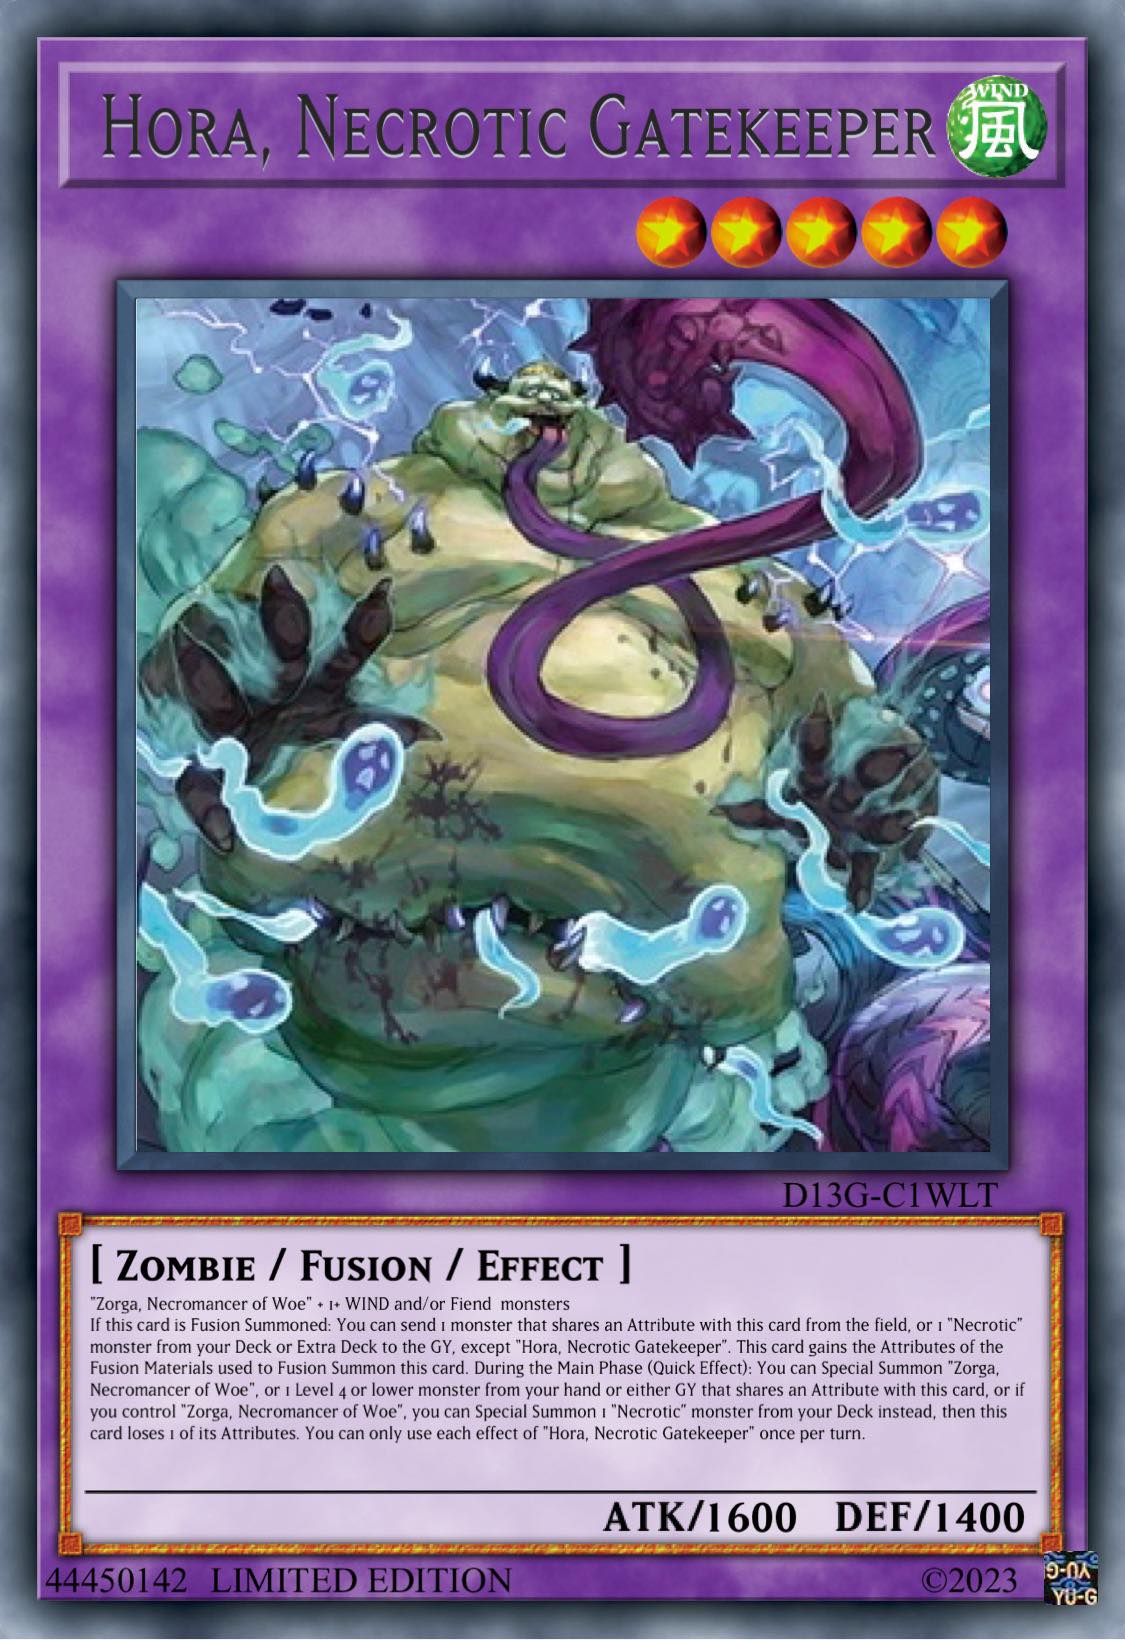 Hora, Necrotic Gatekeeper
WIND
風
D13G-C1WLT
[ Zombie / Fusion / Effect ]
"Zorga, Necromancer of Woe" + 1+ WIND and/or Fiend  monsters
If this card is Fusion Summoned: You can send 1 monster that shares an Attribute with this card from the field, or 1 "Necrotic"
monster from your Deck or Extra Deck to the GY, except "Hora, Necrotic Gatekeeper". This card gains the Attributes of the
Fusion Materials used to Fusion Summon this card. During the Main Phase (Quick Effect): You can Special Summon "Zorga,
Necromancer of Woe", or 1 Level 4 or lower monster from your hand or either GY that shares an Attribute with this card, or if
you control "Zorga, Necromancer of Woe", you can Special Summon 1 "Necrotic" monster from your Deck instead, then this
card loses 1 of its Attributes. You can only use each effect of "Hora, Necrotic Gatekeeper" once per turn.
ATK/1600 DEF/1400
44450142 LIMITED EDITION ©2023